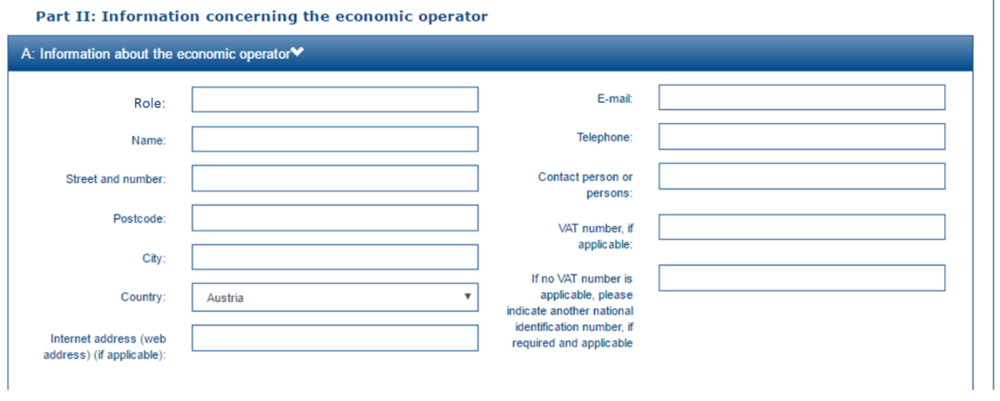 Part II: Information concerning the economic operator
A: Information about the economic operator
Role:
Name:
Street and number:
Postcode:
City:
Country:
Austria
Internet address (web
address) (if applicable):
E-mail:
Telephone:
Contact person or
persons:
VAT number, if
applicable:
If no VAT number is
applicable, please
indicate another national
identification number, if
required and applicable